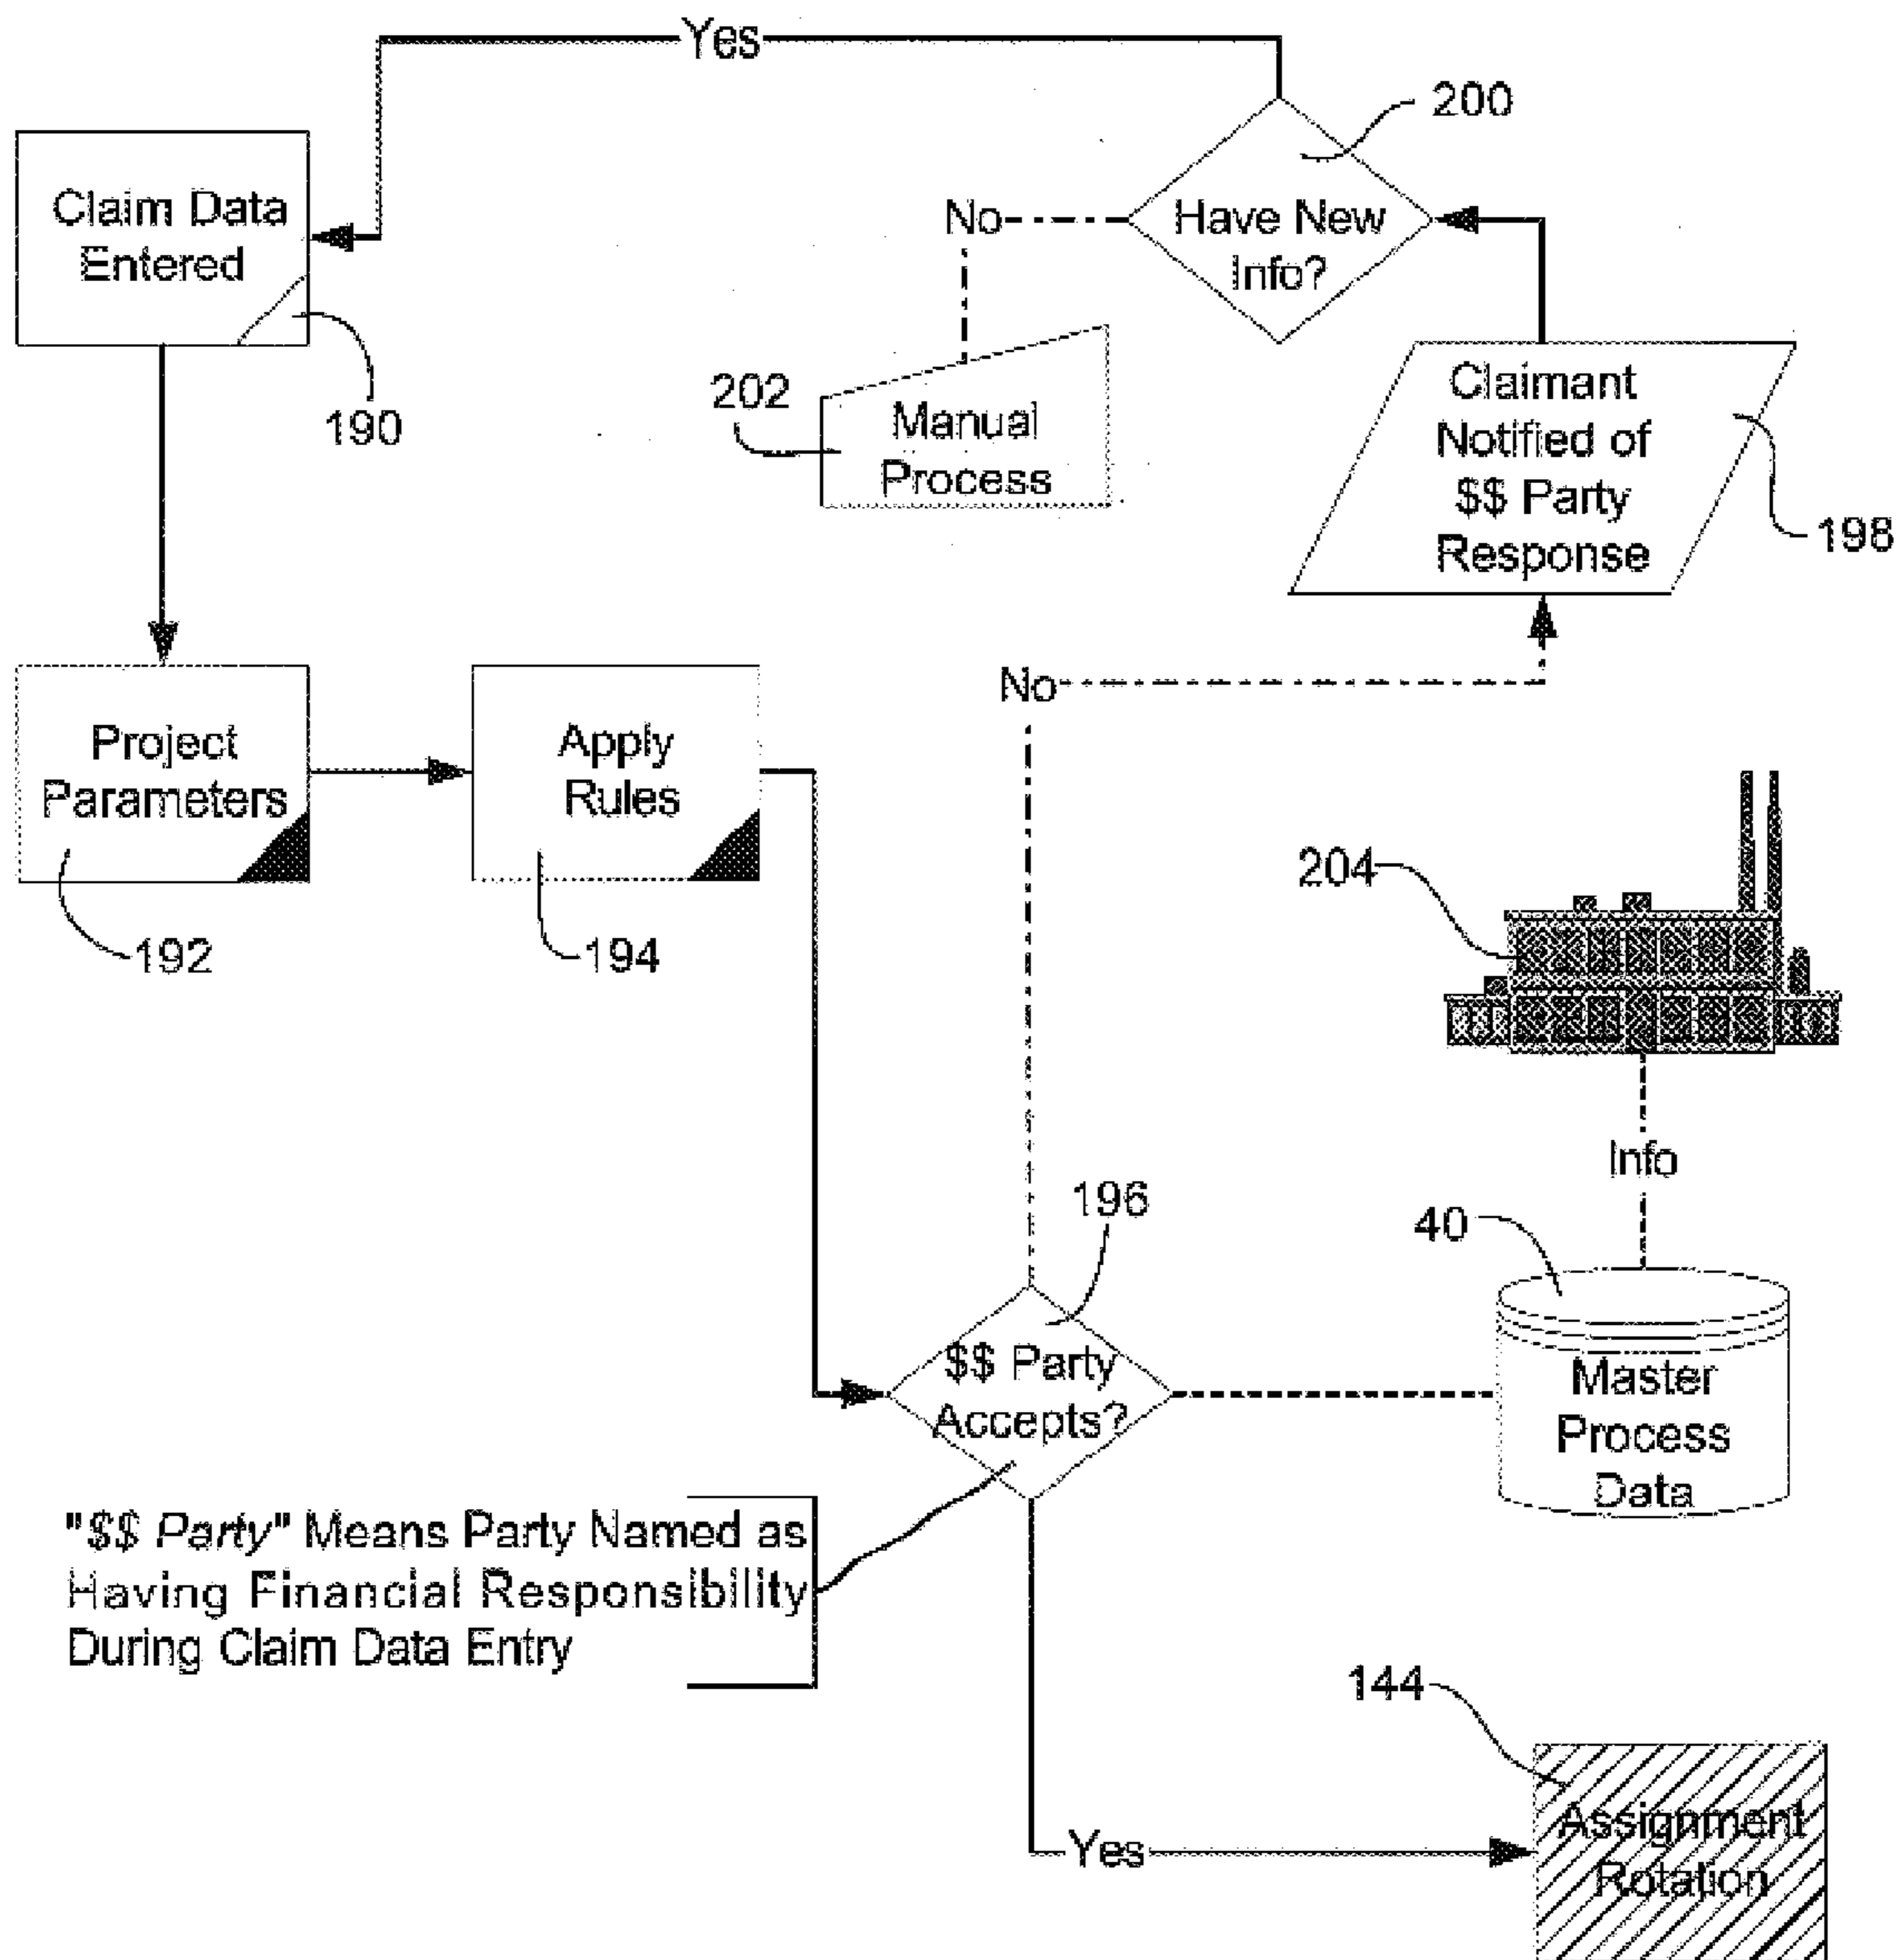 Yes
200
Claim Data
Entered
190
No
Have New
Info?
202
Manual
Process
Claimant
Notified of
$$ Party
Response
198
No
Project
Parameters
192
Apply
Rules
194
204
Info
196
40
$$ Party
Accepts?
Master
Process
Data
"$$ Party" Means Party Named as
Having Financial Responsibility
During Claim Data Entry
144
Yes
Assignment
Rotation